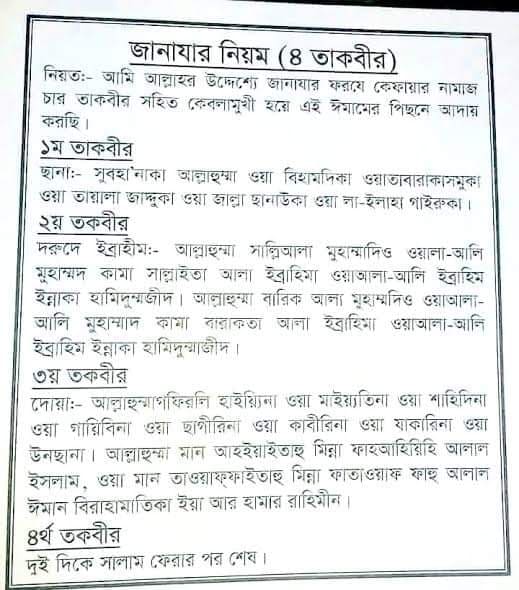 জানাযার নিয়ম (৪ তাকবীর)
নিয়ত:- আমি আল্লাহর উদ্দেশ্যে জানাযার ফরযে কেফায়ার নামাজ
চার তাকবীর সহিত কেবলামুখী হয়ে এই ঈমামের পিছনে আদায়
করছি।
১ম তাকবীর
ছানা:- সুবহা'নাকা আল্লাহুম্মা ওয়া বিহামদিকা ওয়াতাবারাকাসমুকা
ওয়া তায়ালা জাদ্দুকা ওয়া জাল্লা ছানাউকা ওয়া লা-ইলাহা গাইরুকা।
২য় তকবীর
দরুদে ইব্রাহীম:- আল্লাহুম্মা সাল্লিআলা মুহাম্মাদিও ওয়ালা-আলি
মুহাম্মদ কামা সাল্লাইতা আলা ইব্রাহিমা ওয়াআলা-আলি ইব্রাহিম
ইন্নাকা হামিদুম্মজীদ। আল্লাহুম্মা বারিক আলা মুহাম্মদিও ওয়াআলা-
আলি মুহাম্মাদ কামা বারাকতা আলা ইব্রাহিমা ওয়াআলা-আলি
ইব্রাহিম ইন্নাকা হামিদুম্মাজীদ।
৩য় তকবীর
দোয়া:- আল্লাহুম্মাগফিরলি হাইয়্যিনা ওয়া মাইয়্যতিনা ওয়া শাহিদিনা
ওয়া গায়িবিনা ওয়া ছাগীরিনা ওয়া কাবীরিনা ওয়া যাকারিনা ওয়া
উনছানা। আল্লাহুম্মা মান আহইয়াইতাহু মিন্না ফাহআহিয়িহি আলাল
ইসলাম, ওয়া মান তাওয়াফ্ফাইতাহু মিন্না ফাতাওয়াফ ফাহু আলাল
ঈমান বিরাহামাতিকা ইয়া আর হামার রাহিমীন।
৪র্থ তকবীর
দুই দিকে সালাম ফেরার পর শেষ।